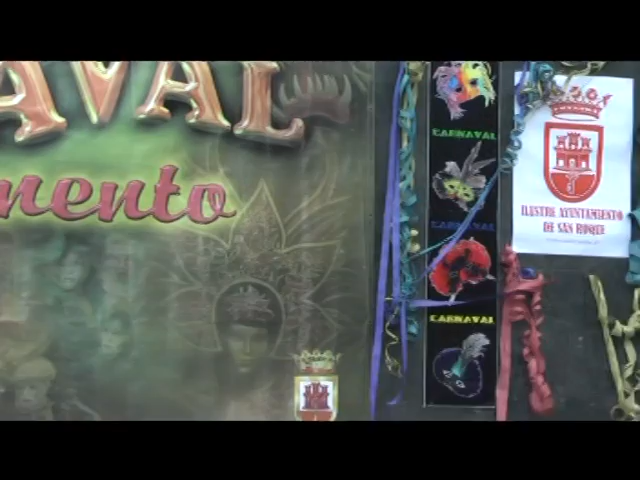 AVAL
mento
CARNAVAL
CARNAVAL
CARNAVAL
ILUSTRE AYUNTAMIENTO
DE SAN ROQUE